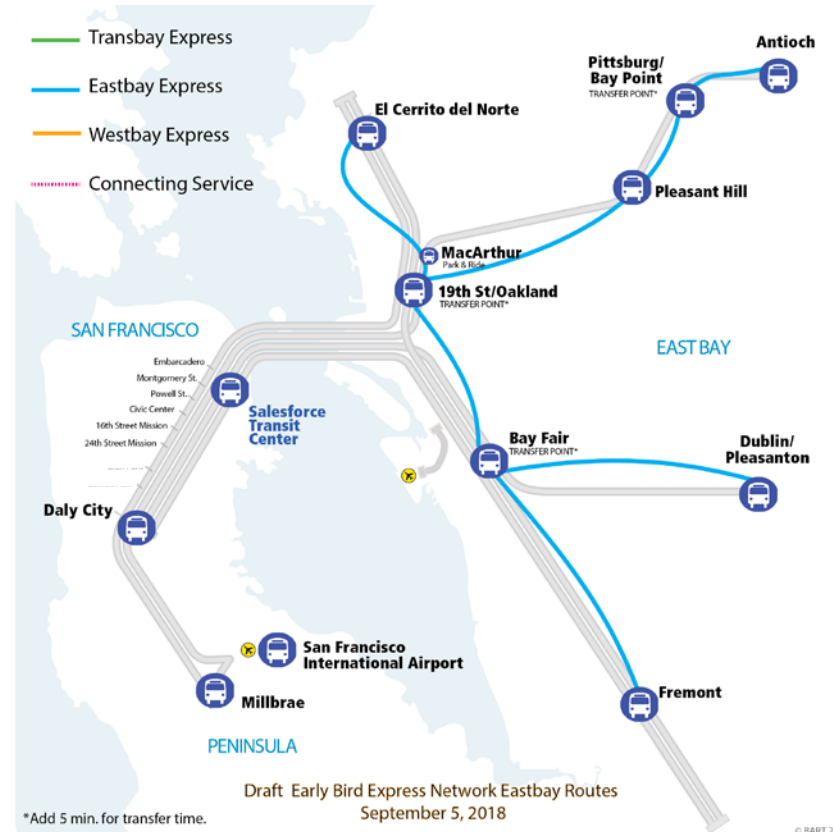 Transbay Express
Eastbay Express
Westbay Express
Connecting Service
Antioch
Pittsburg/
Bay Point
TRANSFER POINT*
El Cerrito del Norte
Pleasant Hill
MacArthur
Park & Ride
19th St/Oakland
TRANSFER POINT*
SAN FRANCISCO
EAST BAY
Embarcadero
Montgomery St.
Powell St.
Civic Center
16th Street Mission
24th Street Mission
Salesforce
Transit
Center
Bay Fair
TRANSFER POINT*
Dublin/
Pleasanton
Daly City
San Francisco
International Airport
Millbrae
Fremont
PENINSULA
Draft Early Bird Express Network Eastbay Routes
September 5, 2018
*Add 5 min. for transfer time.
© BART 2